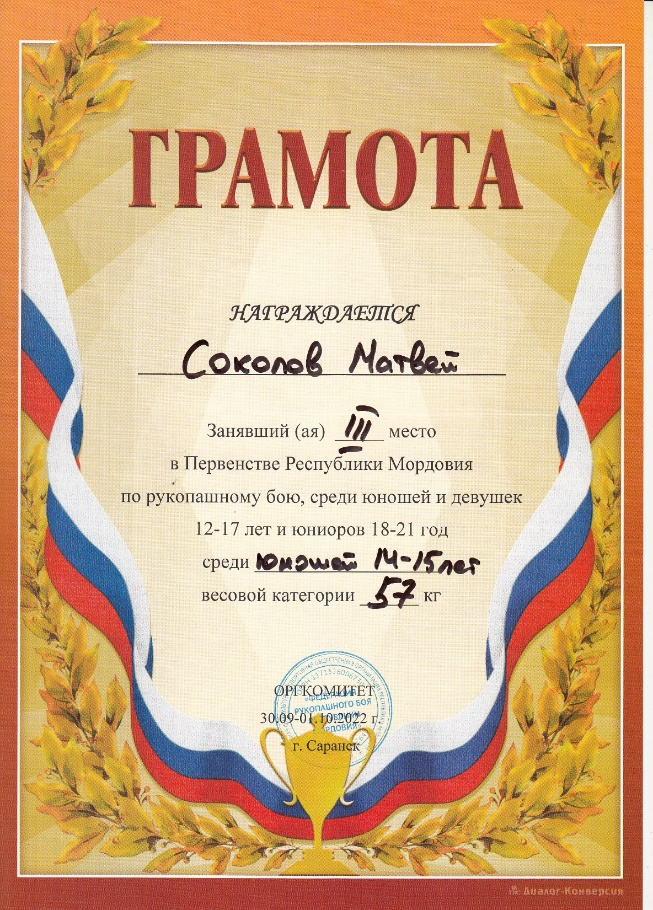 ГРАМОТА
НАГРАЖДАЕТСЯ
Соколов Матвей
Занявший (ая) III место
в Первенстве Республики Мордовия
по рукопашному бою, среди юношей и девушек
12-17 лет и юниоров 18-21 год
среди юношей 14-15 лет
весовой категории 57 кг
ОРГКОМИТЕТ
РУКОПАШНОГО БОЯ
30.09-01.10.2022 г.
г. Саранск
Диалог-Конверсия